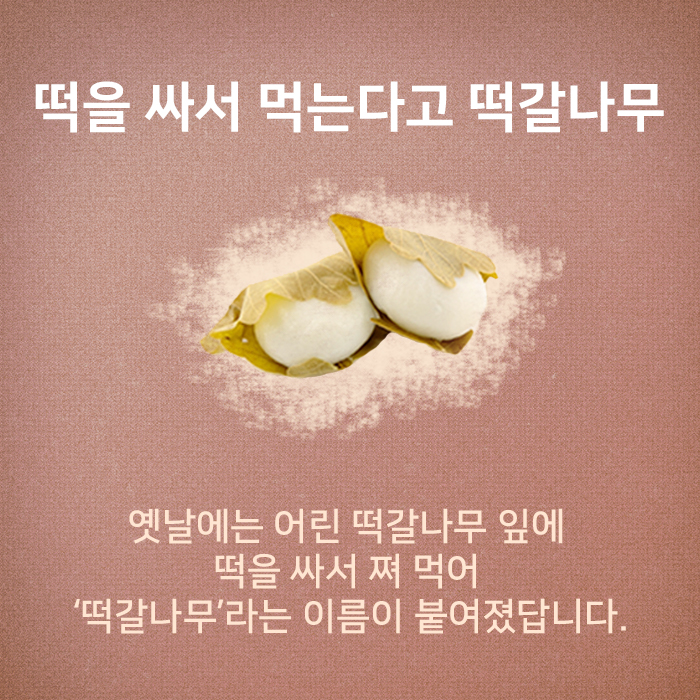 떡을 싸서 먹는다고 떡갈나무
옛날에는 어린 떡갈나무 잎에
떡을 싸서 쪄 먹어
‘떡갈나무’라는 이름이 붙여졌답니다.